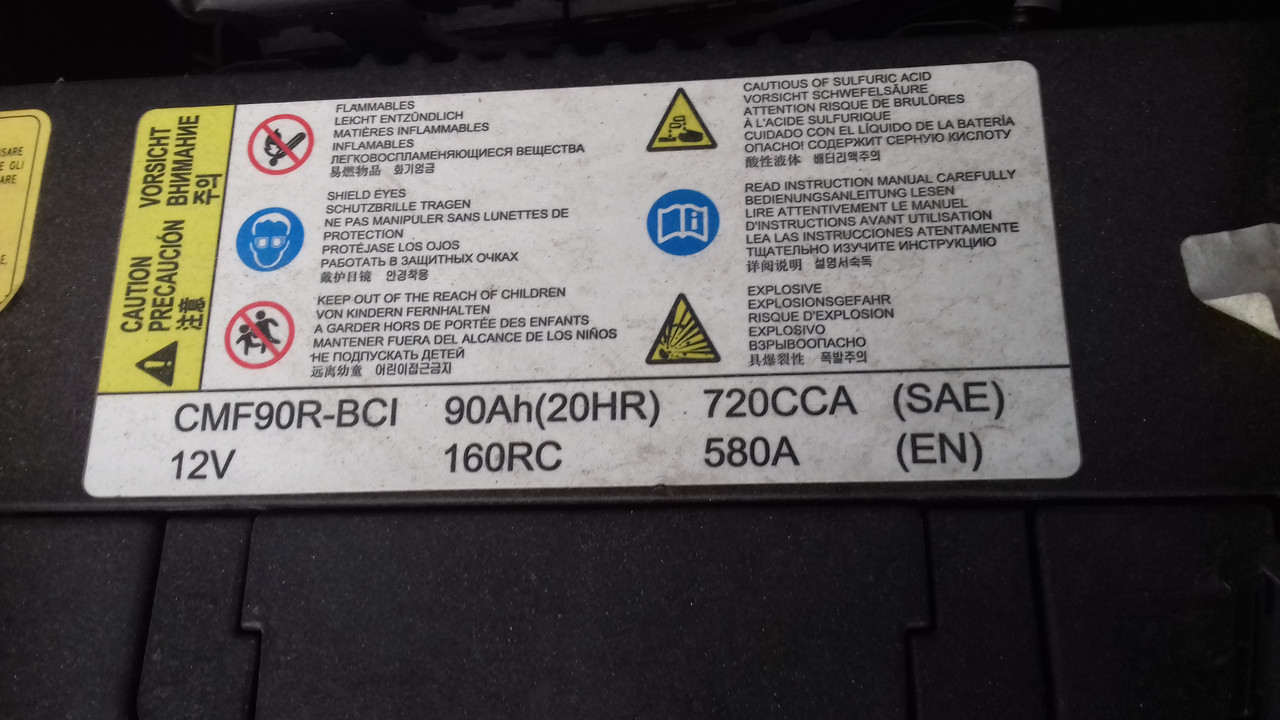 CAUTION VORSICHT
PRECAUCIÓN ВНИМАНИЕ
注意 주의
FLAMMABLES
LEICHT ENTZÜNDLICH
MATIÈRES INFLAMMABLES
INFLAMABLES
ЛЕГКОВОСПЛАМЕНЯЮЩИЕСЯ ВЕЩЕСТВА
易燃物品 화기엄금
SHIELD EYES
SCHUTZBRILLE TRAGEN
NE PAS MANIPULER SANS LUNETTES DE
PROTECTION
PROTÉJASE LOS OJOS
РАБОТАТЬ В ЗАЩИТНЫХ ОЧКАХ
戴护目镜 안경착용
KEEP OUT OF THE REACH OF CHILDREN
VON KINDERN FERNHALTEN
A GARDER HORS DE PORTÉE DES ENFANTS
MANTENER FUERA DEL ALCANCE DE LOS NIÑOS
НЕ ПОДПУСКАТЬ ДЕТЕЙ
远离幼童 어린이접근금지
CAUTIOUS OF SULFURIC ACID
VORSICHT SCHWEFELSÄURE
ATTENTION RISQUE DE BRULÛRES
À L'ACIDE SULFURIQUE
CUIDADO CON EL LÍQUIDO DE LA BATERÍA
ОПАСНО! СОДЕРЖИТ СЕРНУЮ КИСЛОТУ
酸性液体 배터리액주의
READ INSTRUCTION MANUAL CAREFULLY
BEDIENUNGSANLEITUNG LESEN
LIRE ATTENTIVEMENT LE MANUEL
D'INSTRUCTIONS AVANT UTILISATION
LEA LAS INSTRUCCIONES ATENTAMENTE
ТЩАТЕЛЬНО ИЗУЧИТЕ ИНСТРУКЦИЮ
详阅说明 설명서숙독
EXPLOSIVE
EXPLOSIONSGEFAHR
RISQUE D'EXPLOSION
EXPLOSIVO
ВЗРЫВООПАСНО
具爆裂性 폭발주의
CMF90R-BCI 90Ah(20HR) 720CCA (SAE)
12V 160RC 580A (EN)